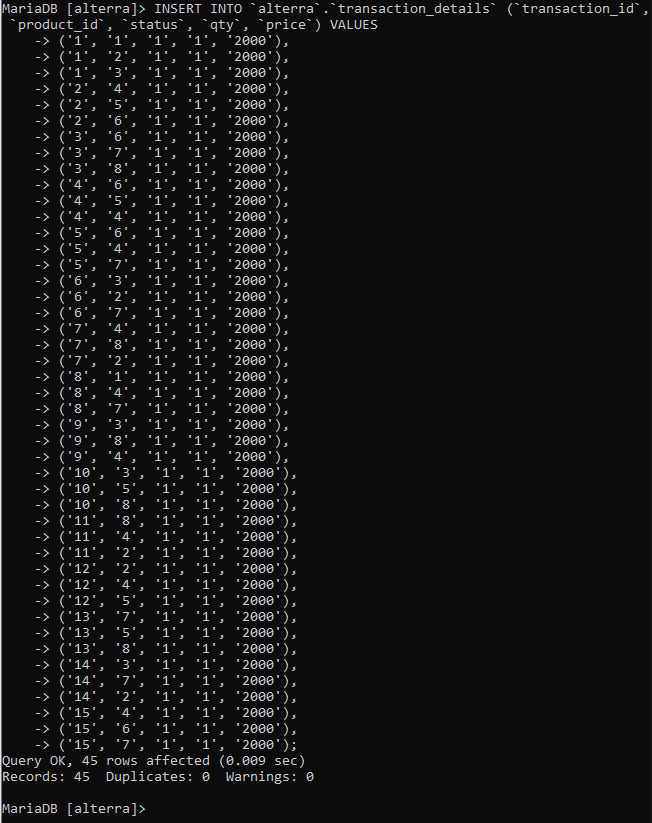 MariaDB [alterra]> INSERT INTO `alterra`.`transaction_details` (`transaction_id`,
 `product_id`, `status`, `qty`, `price`) VALUES
    -> ('1', '1', '1', '1', '2000'),
    -> ('1', '2', '1', '1', '2000'),
    -> ('1', '3', '1', '1', '2000'),
    -> ('2', '4', '1', '1', '2000'),
    -> ('2', '5', '1', '1', '2000'),
    -> ('2', '6', '1', '1', '2000'),
    -> ('3', '6', '1', '1', '2000'),
    -> ('3', '7', '1', '1', '2000'),
    -> ('3', '8', '1', '1', '2000'),
    -> ('4', '6', '1', '1', '2000'),
    -> ('4', '5', '1', '1', '2000'),
    -> ('4', '4', '1', '1', '2000'),
    -> ('5', '6', '1', '1', '2000'),
    -> ('5', '4', '1', '1', '2000'),
    -> ('5', '7', '1', '1', '2000'),
    -> ('6', '3', '1', '1', '2000'),
    -> ('6', '2', '1', '1', '2000'),
    -> ('6', '7', '1', '1', '2000'),
    -> ('7', '4', '1', '1', '2000'),
    -> ('7', '8', '1', '1', '2000'),
    -> ('7', '2', '1', '1', '2000'),
    -> ('8', '1', '1', '1', '2000'),
    -> ('8', '4', '1', '1', '2000'),
    -> ('8', '7', '1', '1', '2000'),
    -> ('9', '3', '1', '1', '2000'),
    -> ('9', '8', '1', '1', '2000'),
    -> ('9', '4', '1', '1', '2000'),
    -> ('10', '3', '1', '1', '2000'),
    -> ('10', '5', '1', '1', '2000'),
    -> ('10', '8', '1', '1', '2000'),
    -> ('11', '8', '1', '1', '2000'),
    -> ('11', '4', '1', '1', '2000'),
    -> ('11', '2', '1', '1', '2000'),
    -> ('12', '2', '1', '1', '2000'),
    -> ('12', '4', '1', '1', '2000'),
    -> ('12', '5', '1', '1', '2000'),
    -> ('13', '7', '1', '1', '2000'),
    -> ('13', '5', '1', '1', '2000'),
    -> ('13', '8', '1', '1', '2000'),
    -> ('14', '3', '1', '1', '2000'),
    -> ('14', '7', '1', '1', '2000'),
    -> ('14', '2', '1', '1', '2000'),
    -> ('15', '4', '1', '1', '2000'),
    -> ('15', '6', '1', '1', '2000'),
    -> ('15', '7', '1', '1', '2000');
Query OK, 45 rows affected (0.009 sec)
Records: 45  Duplicates: 0  Warnings: 0
MariaDB [alterra]>